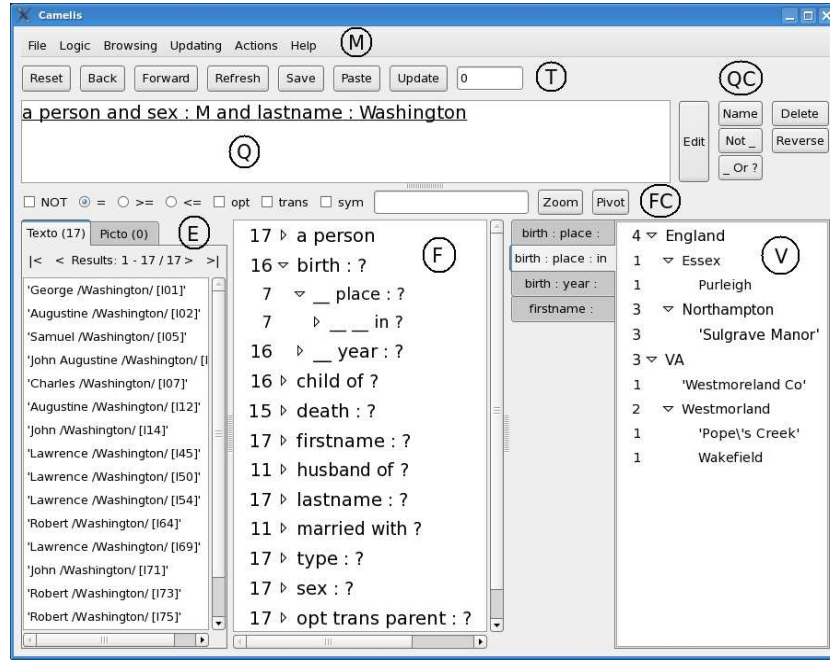 Camelis
File Logic Browsing Updating Actions Help M
Reset Back Forward Refresh Save Paste Update 0 T QC
a person and sex : M and lastname : Washington
Q
Edit
Name Delete
Not _ Reverse
_ Or ?
NOT = >= <= opt trans sym Zoom Pivot FC
Texto (17) Picto (0) E
|< < Results: 1 - 17 / 17 > >|
'George /Washington/ [I01]'
'Augustine /Washington/ [I02]'
'Samuel /Washington/ [I05]'
'John Augustine /Washington/ [I
'Charles /Washington/ [I07]'
'Augustine /Washington/ [I12]'
'John /Washington/ [I14]'
'Lawrence /Washington/ [I45]'
'Lawrence /Washington/ [I50]'
'Lawrence /Washington/ [I54]'
'Robert /Washington/ [I64]'
'Lawrence /Washington/ [I69]'
'John /Washington/ [I71]'
'Robert /Washington/ [I73]'
'Robert /Washington/ [I75]'
F
17 a person
16 birth : ?
7 __ place : ?
7 __ __ in ?
16 __ year : ?
16 child of ?
15 death : ?
17 firstname : ?
11 husband of ?
17 lastname : ?
11 married with ?
17 type : ?
17 sex : ?
17 opt trans parent : ?
birth : place :
birth : place : in
birth : year :
firstname :
V
4 England
1 Essex
1 Purleigh
3 Northampton
3 'Sulgrave Manor'
3 VA
1 'Westmoreland Co'
2 Westmorland
1 'Pope\'s Creek'
1 Wakefield